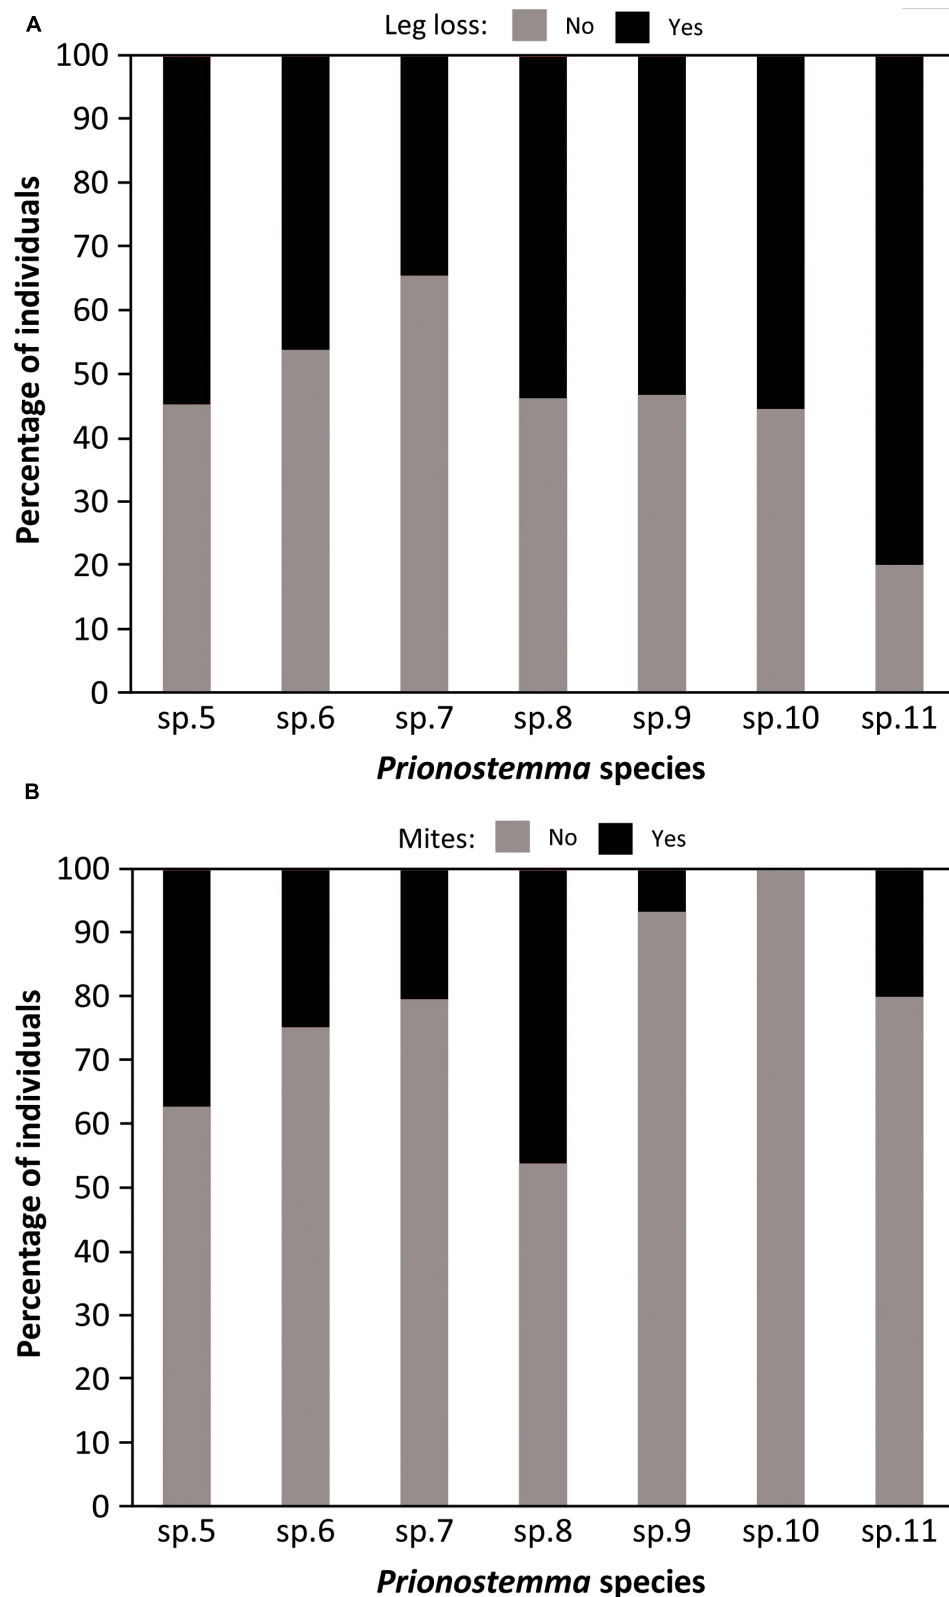 A
Leg loss: No Yes
100
90
80
70
60
50
40
30
20
10
0
Percentage of individuals
sp.5 sp.6 sp.7 sp.8 sp.9 sp.10 sp.11
Prionostemma species
B
Mites: No Yes
100
90
80
70
60
50
40
30
20
10
0
Percentage of individuals
sp.5 sp.6 sp.7 sp.8 sp.9 sp.10 sp.11
Prionostemma species